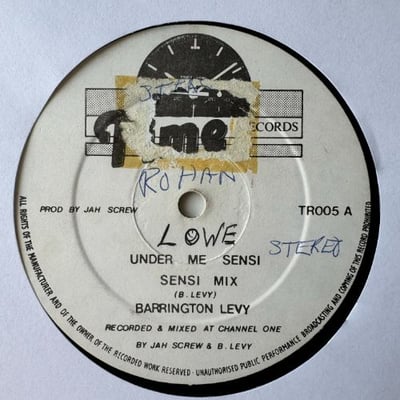 Time
RECORDS
ROHAN
PROD BY JAH SCREW
TR005 A
LOWE
STEREO
UNDER ME SENSI
SENSI MIX
(B. LEVY)
BARRINGTON LEVY
RECORDED & MIXED AT CHANNEL ONE
BY JAH SCREW & B. LEVY
ALL RIGHTS OF THE MANUFACTURER AND OF THE OWNER OF THE RECORDED WORK RESERVED - UNAUTHORISED PUBLIC PERFORMANCE BROADCASTING AND COPYING OF THIS RECORD PROHIBITED